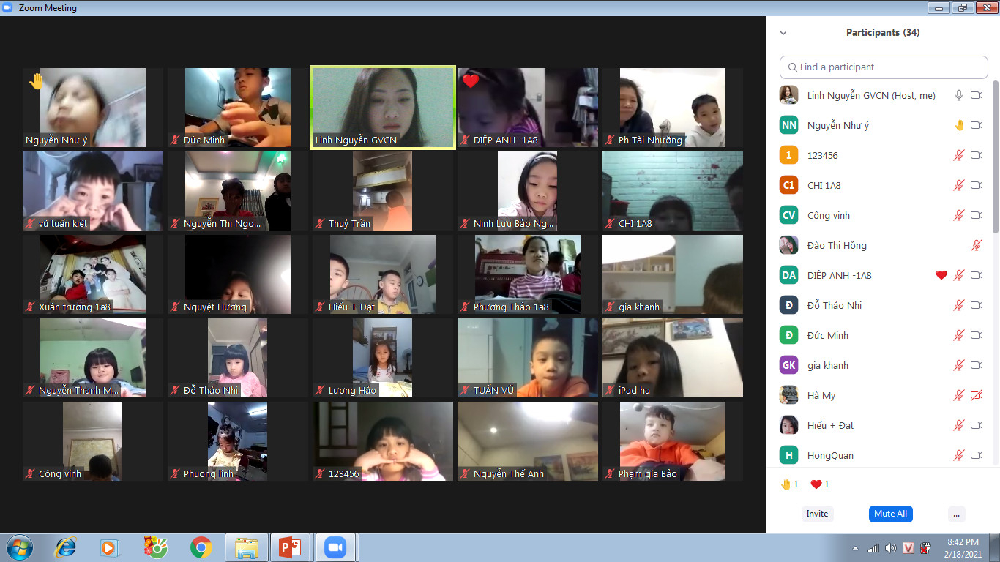 Zoom Meeting
Nguyễn Như ý
Đức Minh
Linh Nguyễn GVCN
DIỆP ANH -1A8
Ph Tài Nhưỡng
vũ tuấn kiệt
Nguyễn Thị Ngọ...
Thuỷ Trần
Ninh Lưu Bảo Ng...
CHI 1A8
Xuân trường 1a8
Nguyệt Hương
Hiếu + Đạt
Phương Thảo 1a8
gia khanh
Nguyễn Thanh M...
Đỗ Thảo Nhi
Lương Hảo
TUẤN VŨ
iPad ha
Công vinh
Phuong linh
123456
Nguyễn Thế Anh
Phạm gia Bảo
Participants (34)
Find a participant
Linh Nguyễn GVCN (Host, me)
NN Nguyễn Như ý
1 123456
C1 CHI 1A8
CV Công vinh
Đào Thị Hồng
DA DIỆP ANH -1A8
Đ Đỗ Thảo Nhi
Đ Đức Minh
GK gia khanh
Hà My
Hiếu + Đạt
H HongQuan
1 1
Invite Mute All ...
8:42 PM
2/18/2021